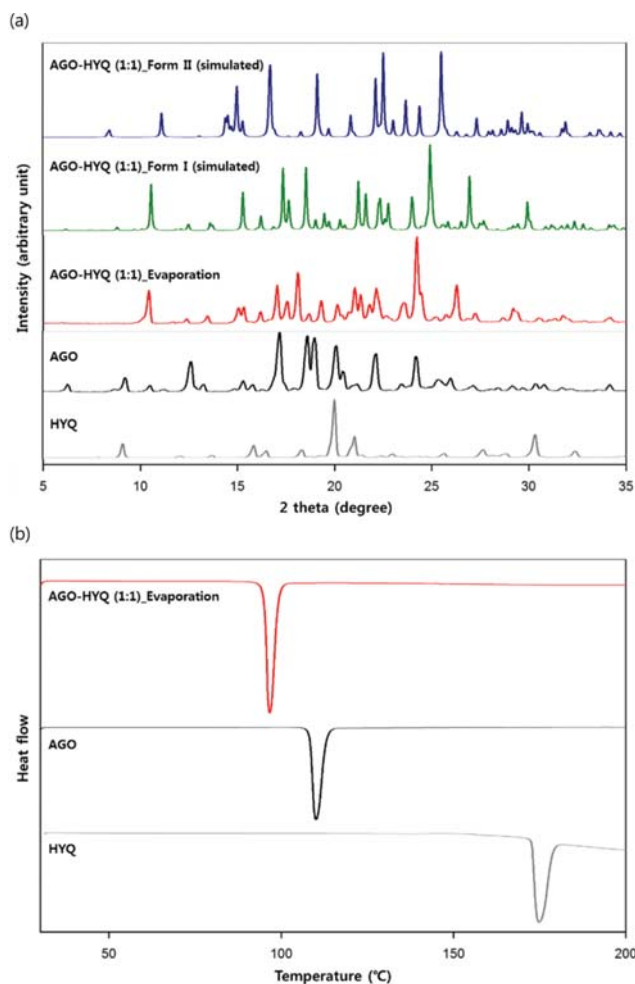 (a)
AGO-HYQ (1:1)_Form II (simulated)
AGO-HYQ (1:1)_Form I (simulated)
AGO-HYQ (1:1)_Evaporation
AGO
HYQ
Intensity (arbitrary unit)
5 10 15 20 25 30 35
2 theta (degree)
(b)
AGO-HYQ (1:1)_Evaporation
AGO
HYQ
Heat flow
50 100 150 200
Temperature (℃)